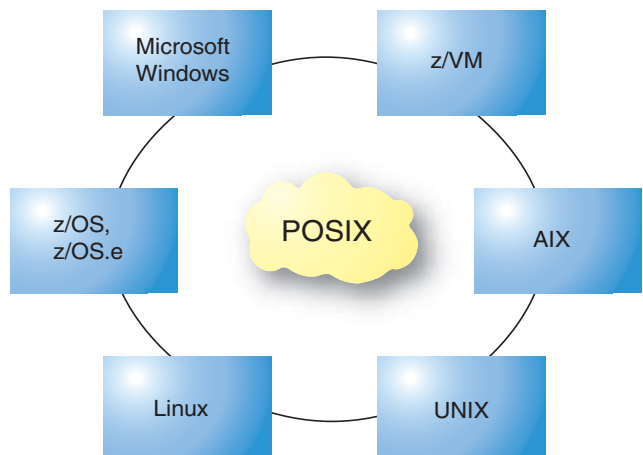 Microsoft
Windows
z/VM
z/OS,
z/OS.e
POSIX
AIX
Linux
UNIX